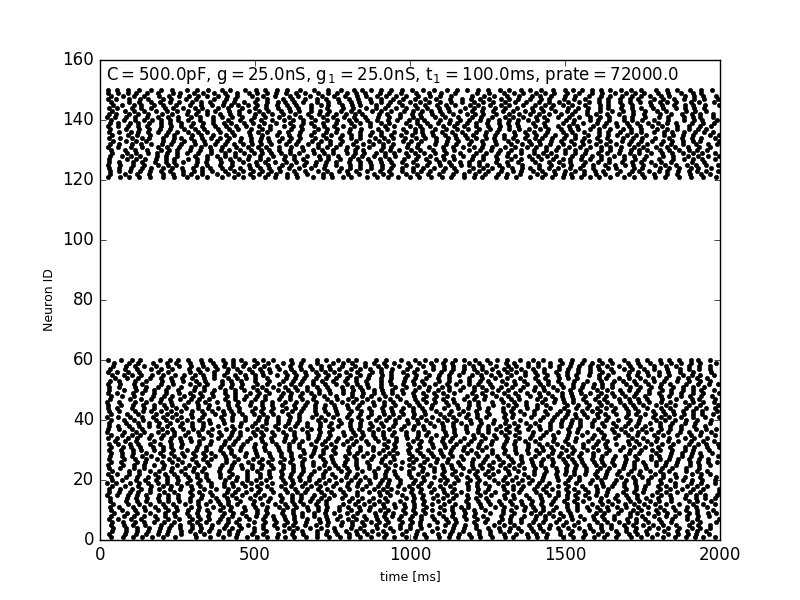 160
C = 500.0pF, g = 25.0nS, g₁ = 25.0nS, t₁ = 100.0ms, prate = 72000.0
140
120
100
80
60
40
20
0
Neuron ID
0 500 1000 1500 2000
time [ms]